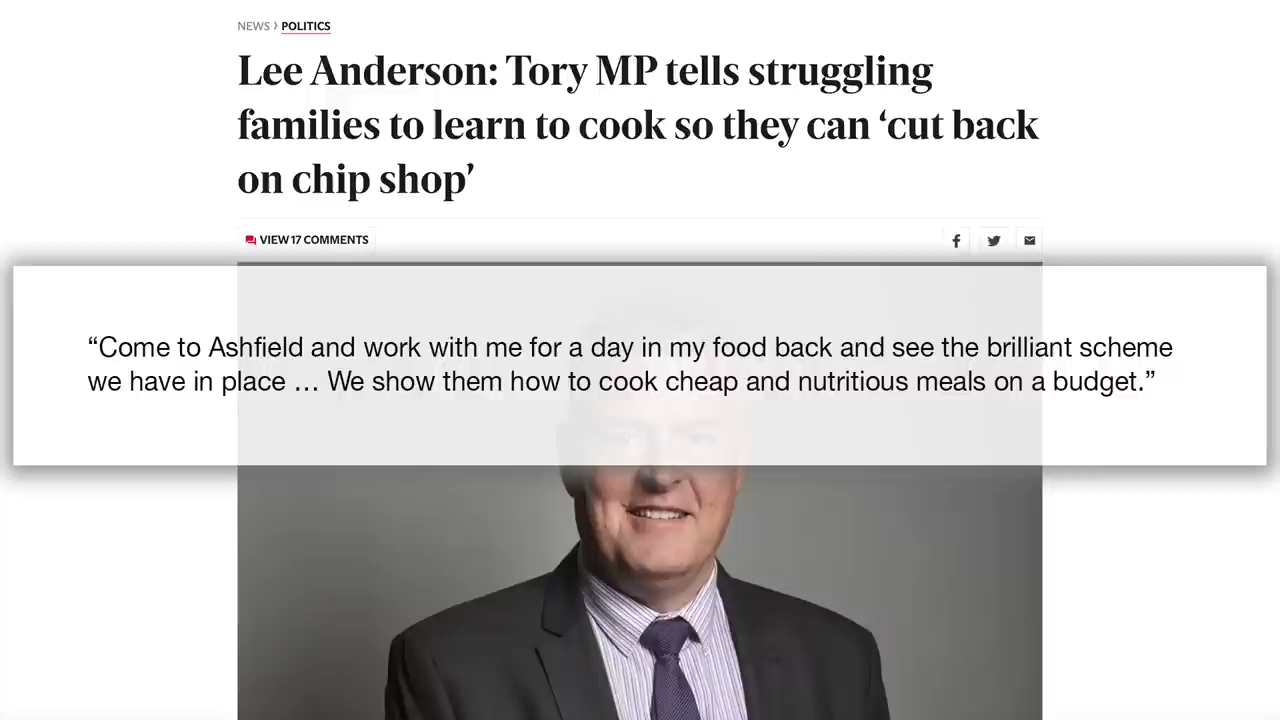 NEWS › POLITICS
Lee Anderson: Tory MP tells struggling
families to learn to cook so they can ‘cut back
on chip shop’
VIEW 17 COMMENTS
“Come to Ashfield and work with me for a day in my food back and see the brilliant scheme
we have in place … We show them how to cook cheap and nutritious meals on a budget.”